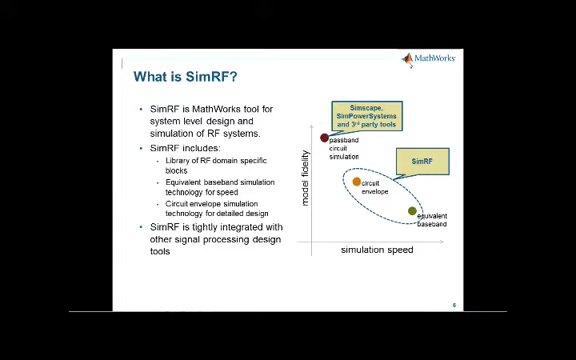 MathWorks
What is SimRF?
• SimRF is MathWorks tool for
system level design and
simulation of RF systems.
• SimRF includes:
• Library of RF domain specific
blocks
• Equivalent baseband simulation
technology for speed
• Circuit envelope simulation
technology for detailed design
• SimRF is tightly integrated with
other signal processing design
tools
Simscape,
SimPowerSystems
and 3rd party tools
passband
circuit
simulation
SimRF
circuit
envelope
equivalent
baseband
model fidelity
simulation speed
6